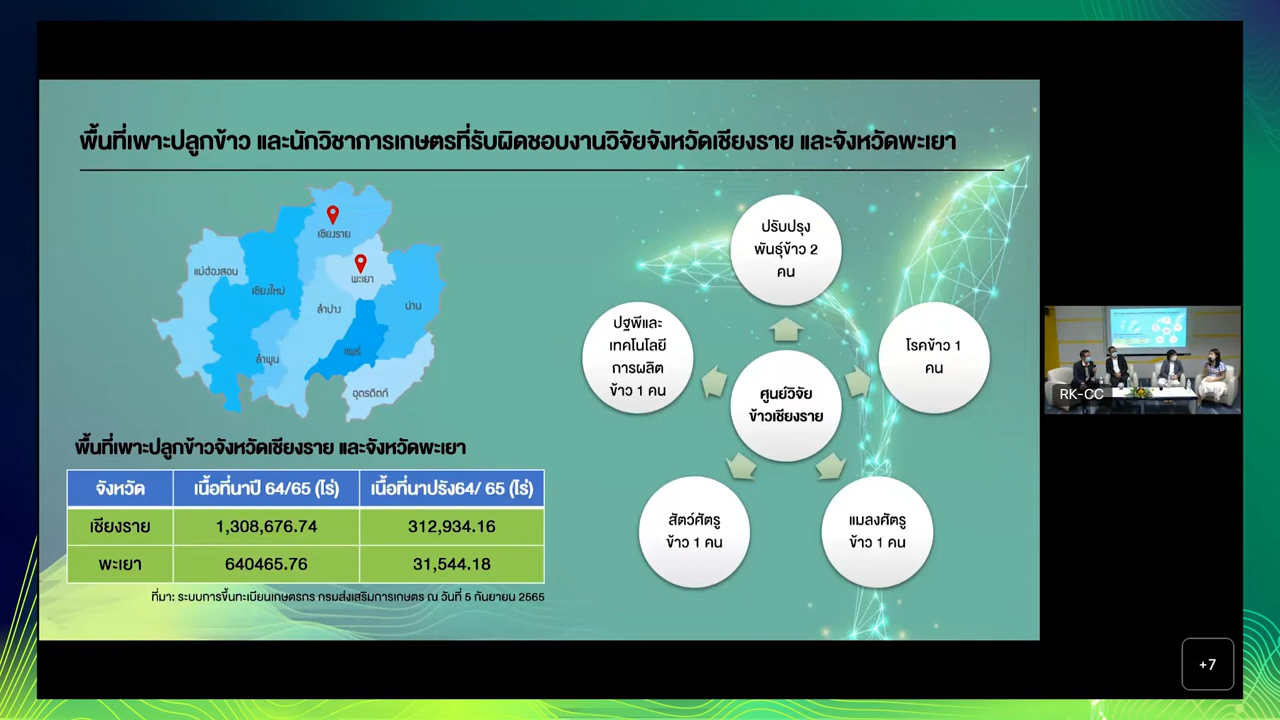 พื้นที่เพาะปลูกข้าว และนักวิชาการเกษตรที่รับผิดชอบงานวิจัยจังหวัดเชียงราย และจังหวัดพะเยา
เชียงราย
แม่ฮ่องสอน
เชียงใหม่
พะเยา
ลำปาง
น่าน
ลำพูน
แพร่
อุตรดิตถ์
พื้นที่เพาะปลูกข้าวจังหวัดเชียงราย และจังหวัดพะเยา
จังหวัด เนื้อที่นาปี 64/65 (ไร่) เนื้อที่นาปรัง64/ 65 (ไร่)
เชียงราย 1,308,676.74 312,934.16
พะเยา 640465.76 31,544.18
ที่มา: ระบบการขึ้นทะเบียนเกษตรกร กรมส่งเสริมการเกษตร ณ วันที่ 5 กันยายน 2565
ปรับปรุง
พันธุ์ข้าว 2
คน
ปฐพีและ
เทคโนโลยี
การผลิต
ข้าว 1 คน
โรคข้าว 1
คน
ศูนย์วิจัย
ข้าวเชียงราย
สัตว์ศัตรู
ข้าว 1 คน
แมลงศัตรู
ข้าว 1 คน
RK-CC
+7